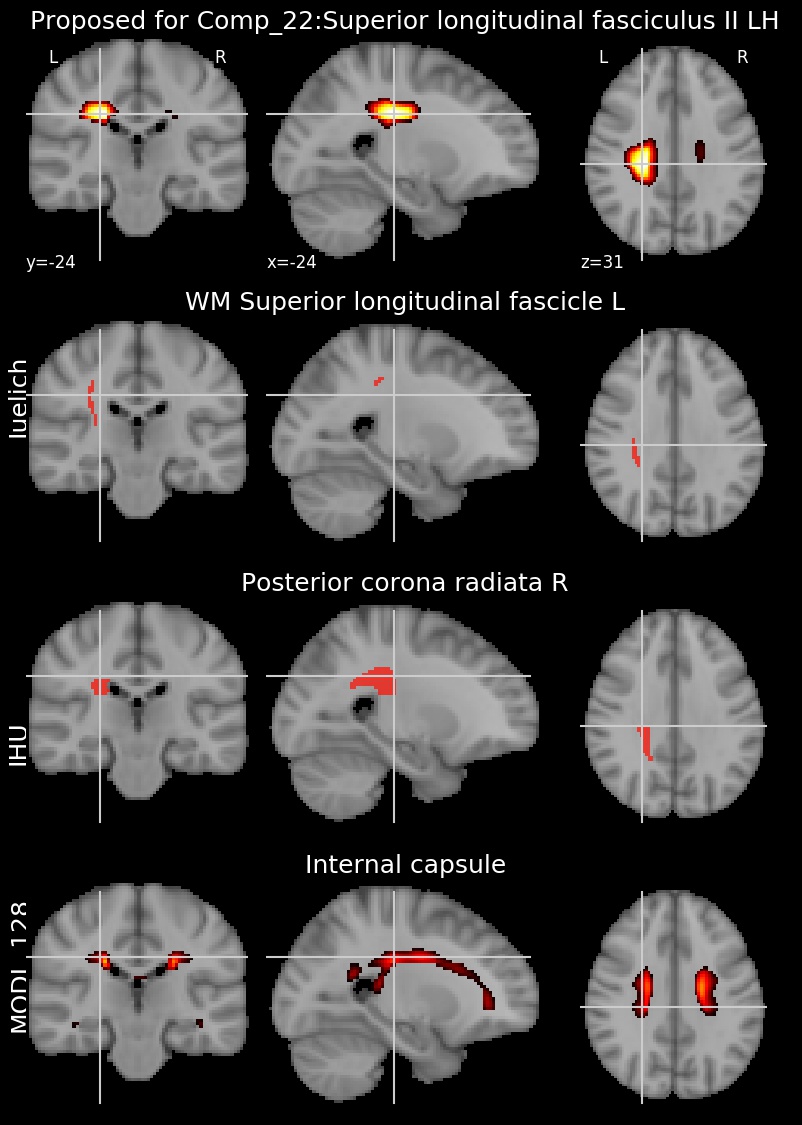 Proposed for Comp_22:Superior longitudinal fasciculus II LH
L R L R
y=-24 x=-24 z=31
WM Superior longitudinal fascicle L
Iuelich
Posterior corona radiata R
IHU
Internal capsule